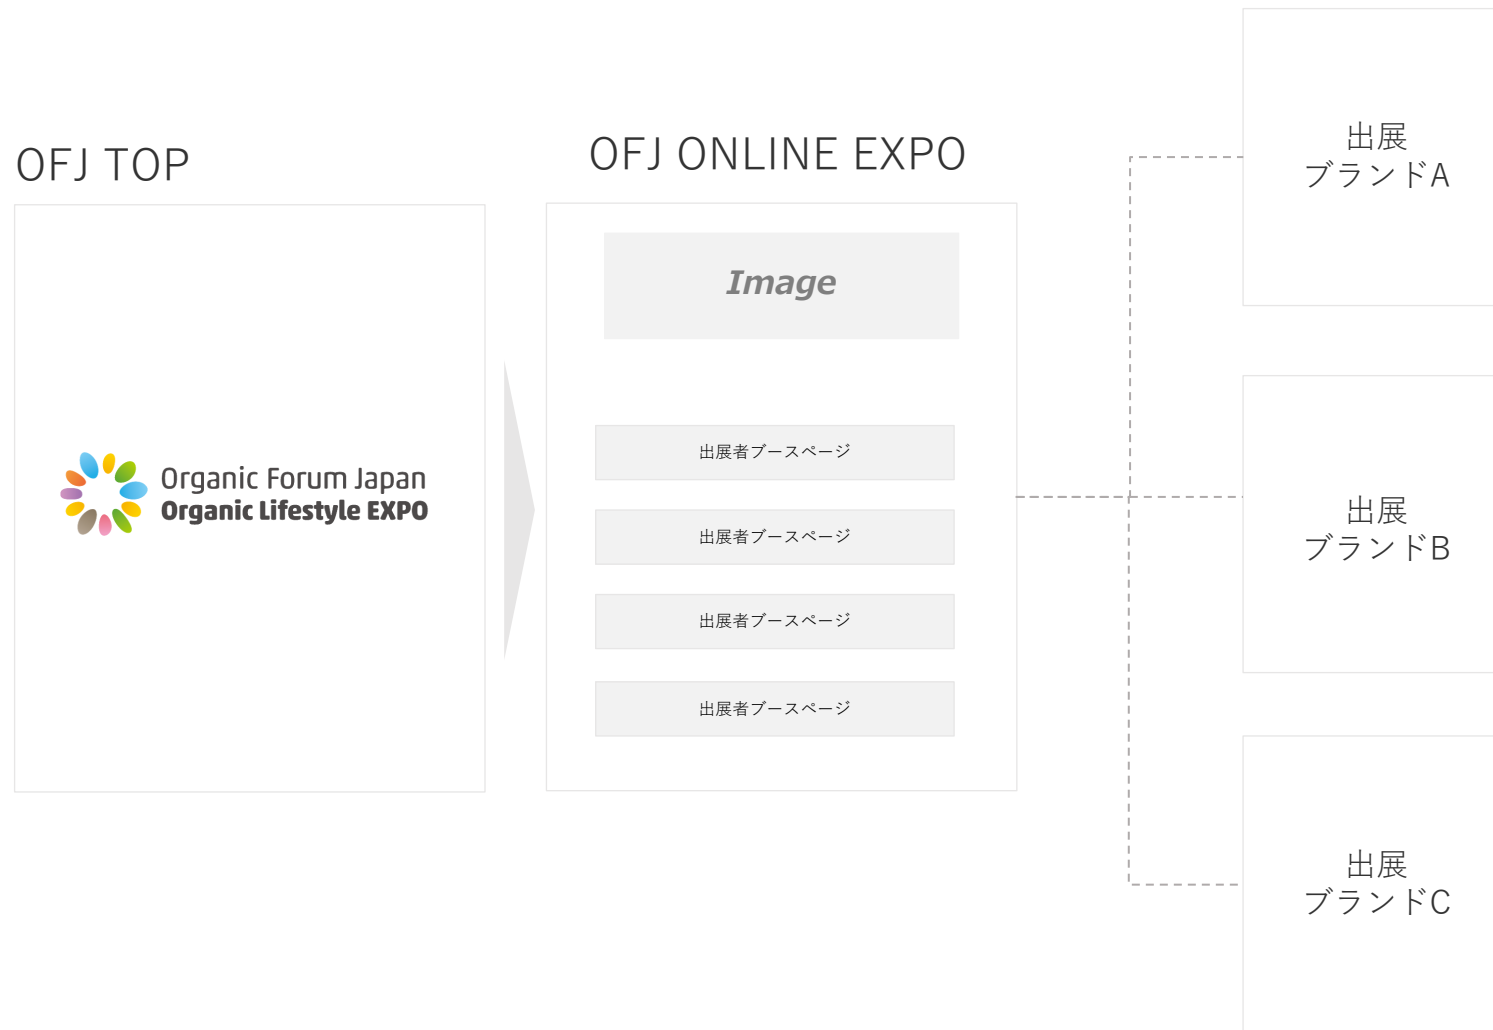 OFJ TOP
Organic Forum Japan
Organic Lifestyle EXPO
OFJ ONLINE EXPO
Image
出展者ブースページ
出展者ブースページ
出展者ブースページ
出展者ブースページ
出展
ブランドA
出展
ブランドB
出展
ブランドC